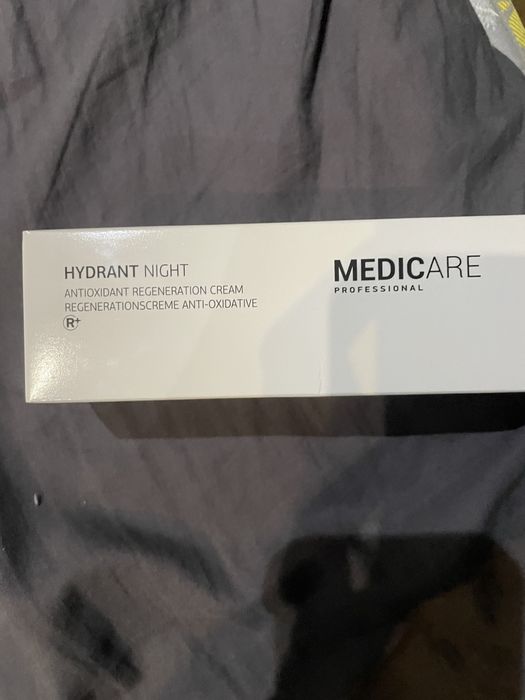 HYDRANT NIGHT
ANTIOXIDANT REGENERATION CREAM
REGENERATIONSCREME ANTI-OXIDATIVE
R+
MEDICARE
PROFESSIONAL